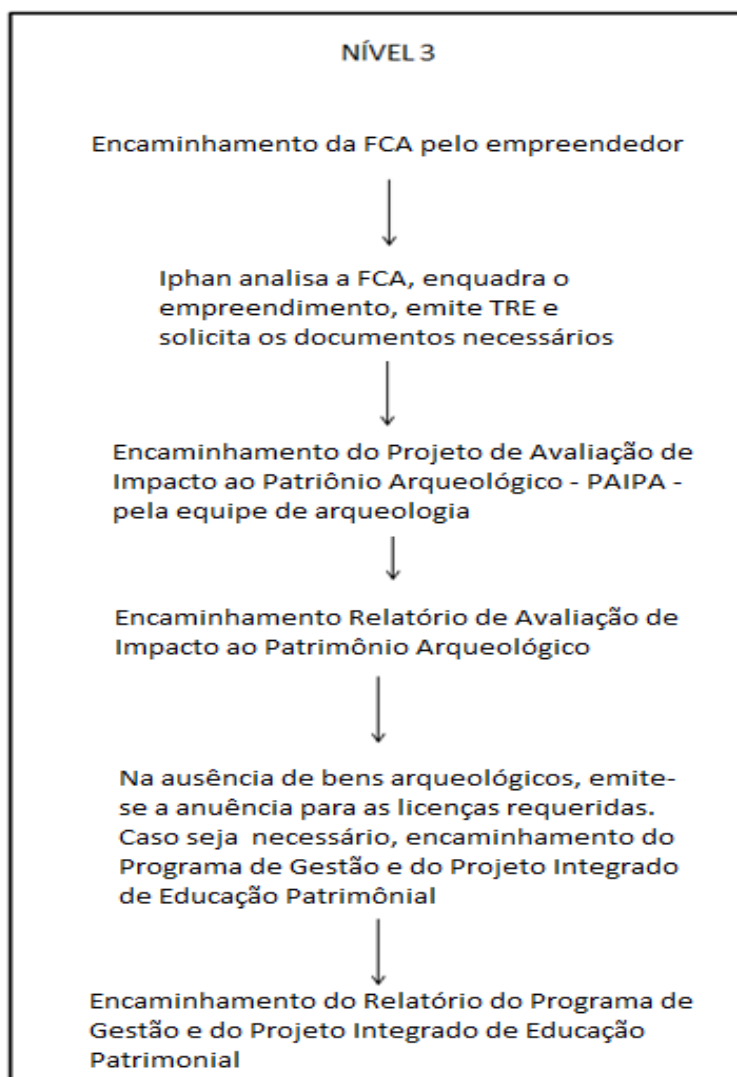 NÍVEL 3
Encaminhamento da FCA pelo empreendedor
Iphan analisa a FCA, enquadra o
empreendimento, emite TRE e
solicita os documentos necessários
Encaminhamento do Projeto de Avaliação de
Impacto ao Patriônio Arqueológico - PAIPA -
pela equipe de arqueologia
Encaminhamento Relatório de Avaliação de
Impacto ao Patrimônio Arqueológico
Na ausência de bens arqueológicos, emite-
se a anuência para as licenças requeridas.
Caso seja  necessário, encaminhamento do
Programa de Gestão e do Projeto Integrado
de Educação Patrimônial
Encaminhamento do Relatório do Programa de
Gestão e do Projeto Integrado de Educação
Patrimonial